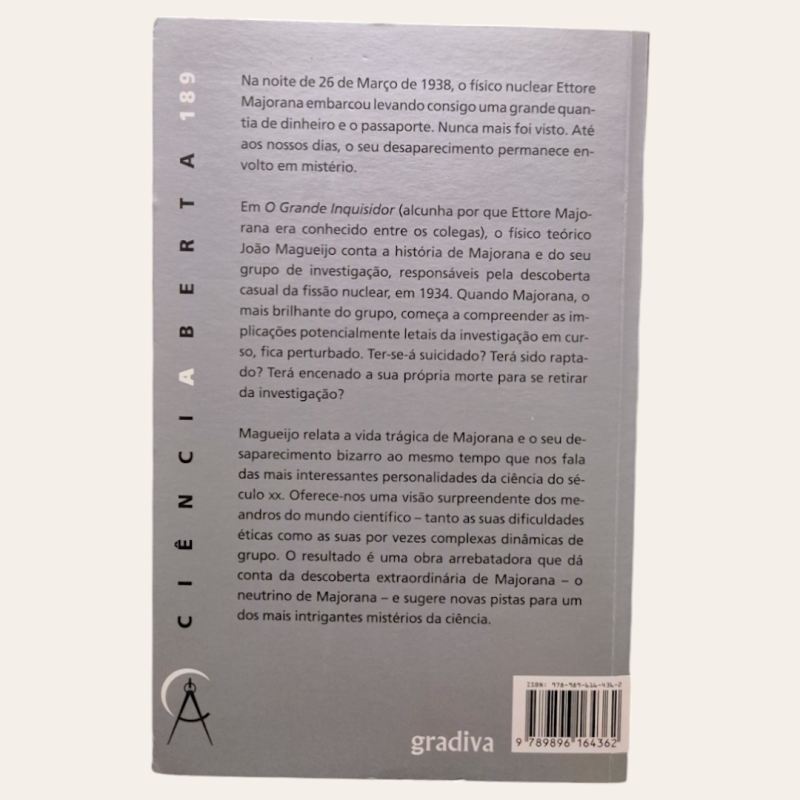 Na noite de 26 de Março de 1938, o físico nuclear Ettore
Majorana embarcou levando consigo uma grande quan-
tia de dinheiro e o passaporte. Nunca mais foi visto. Até
aos nossos dias, o seu desaparecimento permanece en-
volto em mistério.
Em O Grande Inquisidor (alcunha por que Ettore Majo-
rana era conhecido entre os colegas), o físico teórico
João Magueijo conta a história de Majorana e do seu
grupo de investigação, responsáveis pela descoberta
casual da fissão nuclear, em 1934. Quando Majorana, o
mais brilhante do grupo, começa a compreender as im-
plicações potencialmente letais da investigação em cur-
so, fica perturbado. Ter-se-á suicidado? Terá sido rapta-
do? Terá encenado a sua própria morte para se retirar
da investigação?
Magueijo relata a vida trágica de Majorana e o seu de-
saparecimento bizarro ao mesmo tempo que nos fala
das mais interessantes personalidades da ciência do sé-
culo XX. Oferece-nos uma visão surpreendente dos me-
andros do mundo científico – tanto as suas dificuldades
éticas como as suas por vezes complexas dinâmicas de
grupo. O resultado é uma obra arrebatadora que dá
conta da descoberta extraordinária de Majorana – o
neutrino de Majorana – e sugere novas pistas para um
dos mais intrigantes mistérios da ciência.
CIÊNCIABERTA 189
gradiva
ISBN: 978-989-616-436-2
9 789896 164362